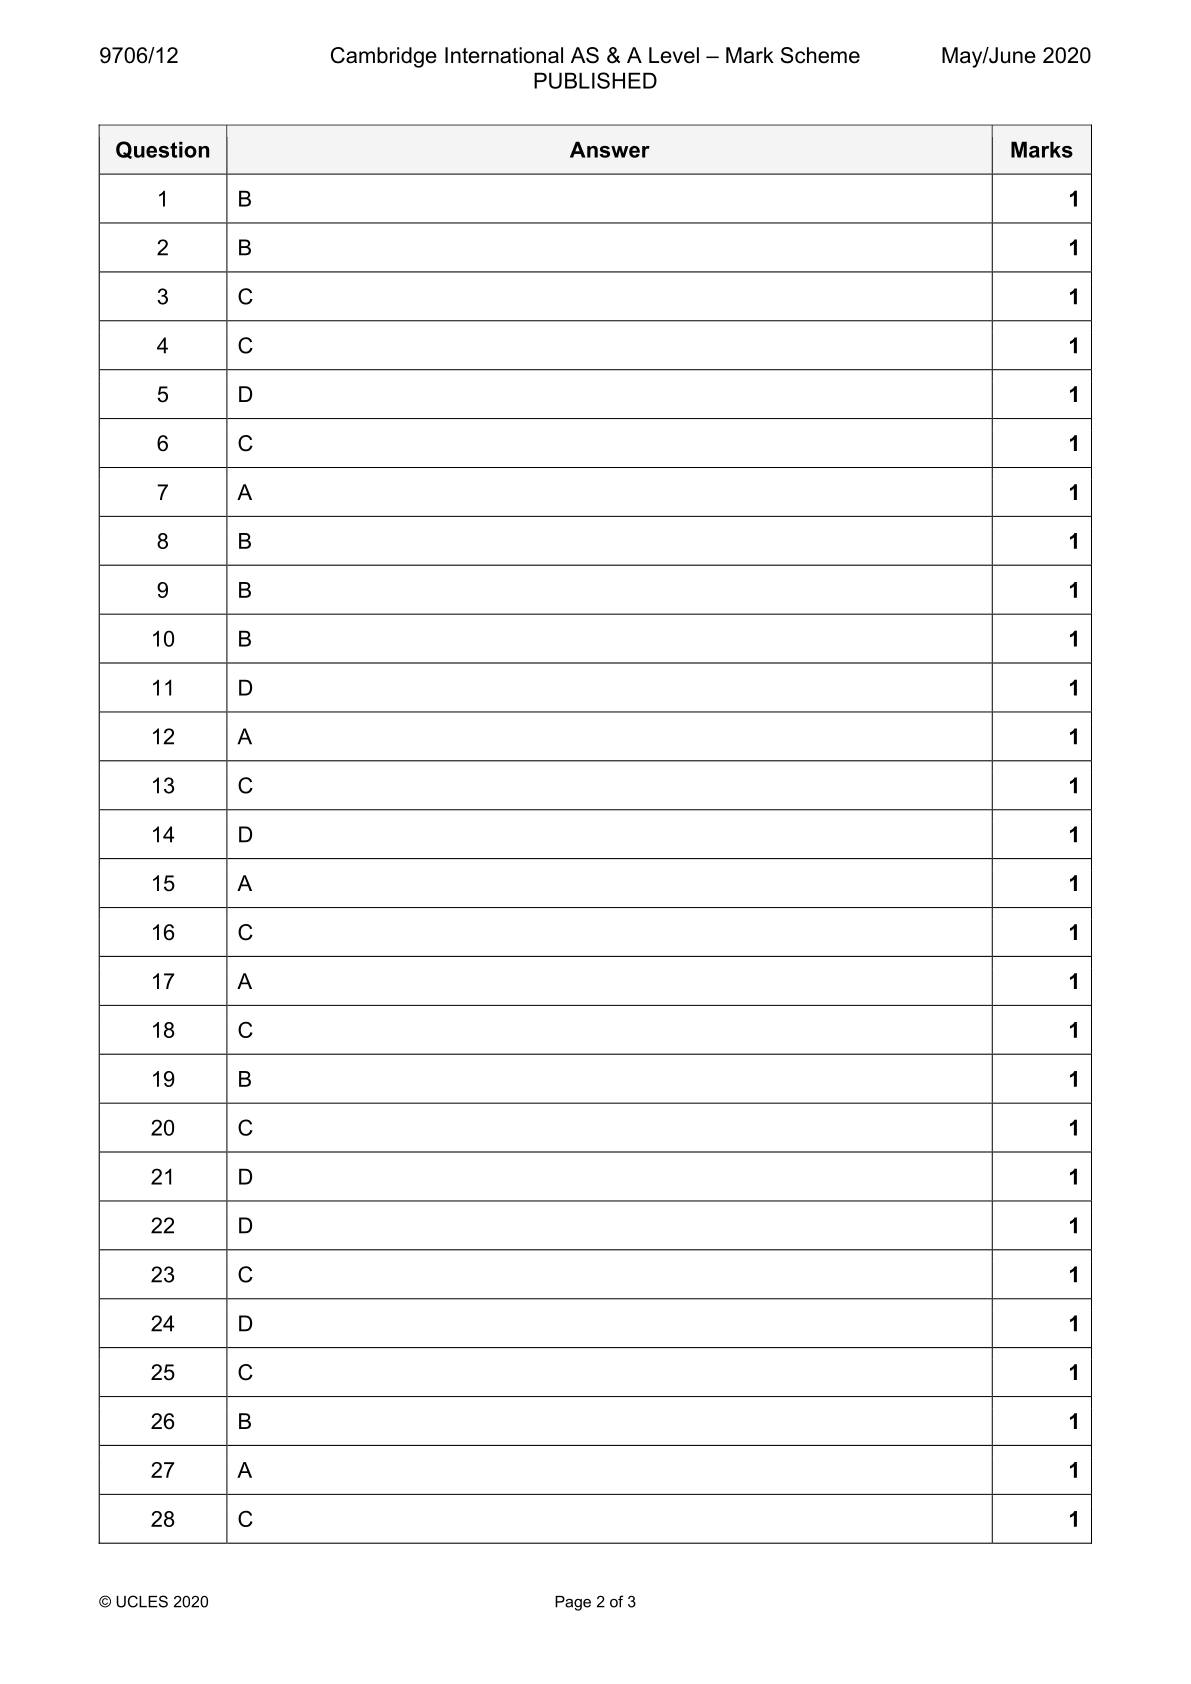 9706/12 Cambridge International AS & A Level – Mark Scheme May/June 2020
PUBLISHED
Question Answer Marks
1 B 1
2 B 1
3 C 1
4 C 1
5 D 1
6 C 1
7 A 1
8 B 1
9 B 1
10 B 1
11 D 1
12 A 1
13 C 1
14 D 1
15 A 1
16 C 1
17 A 1
18 C 1
19 B 1
20 C 1
21 D 1
22 D 1
23 C 1
24 D 1
25 C 1
26 B 1
27 A 1
28 C 1
© UCLES 2020 Page 2 of 3